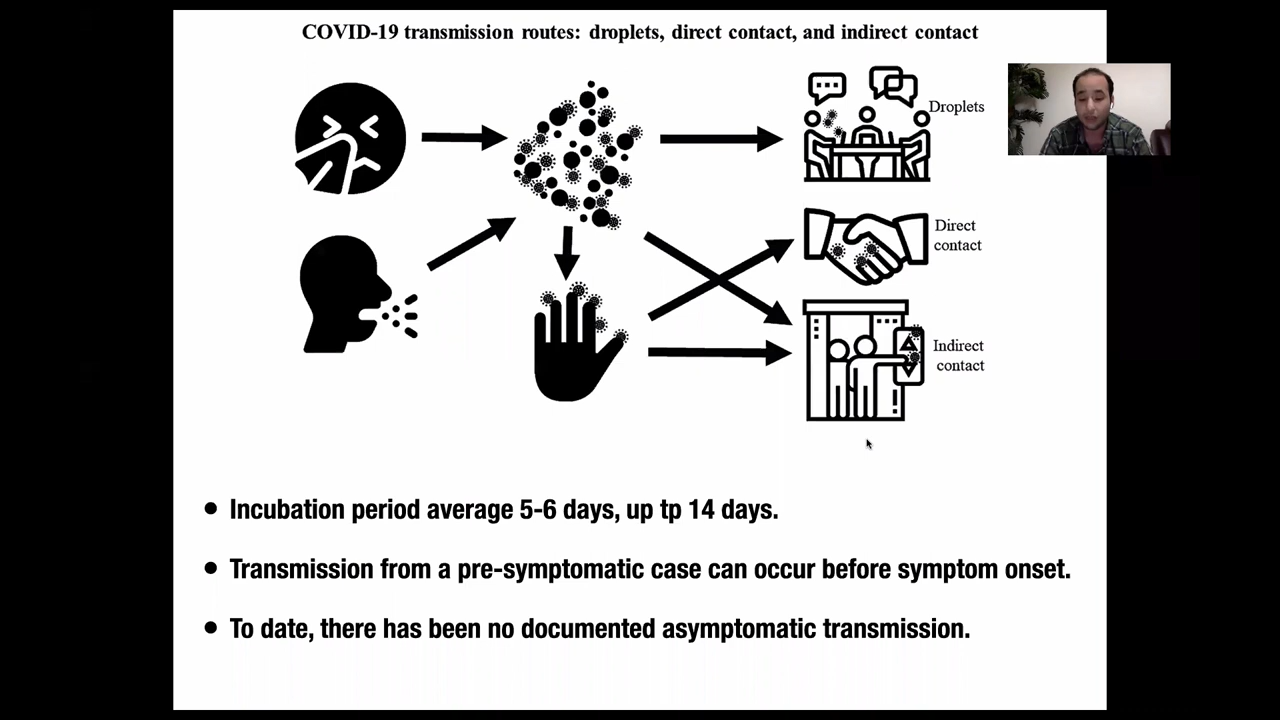 COVID-19 transmission routes: droplets, direct contact, and indirect contact
Droplets
Direct
contact
Indirect
contact
• Incubation period average 5-6 days, up tp 14 days.
• Transmission from a pre-symptomatic case can occur before symptom onset.
• To date, there has been no documented asymptomatic transmission.